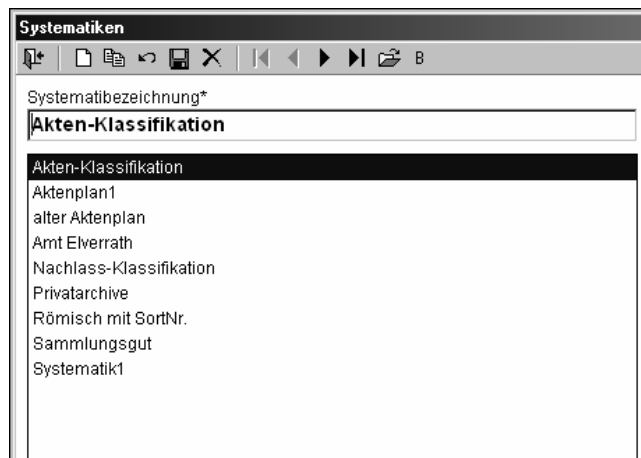 Systematiken
B
Systematibezeichnung*
Akten-Klassifikation
Akten-Klassifikation
Aktenplan1
alter Aktenplan
Amt Elverrath
Nachlass-Klassifikation
Privatarchive
Römisch mit SortNr.
Sammlungsgut
Systematik1